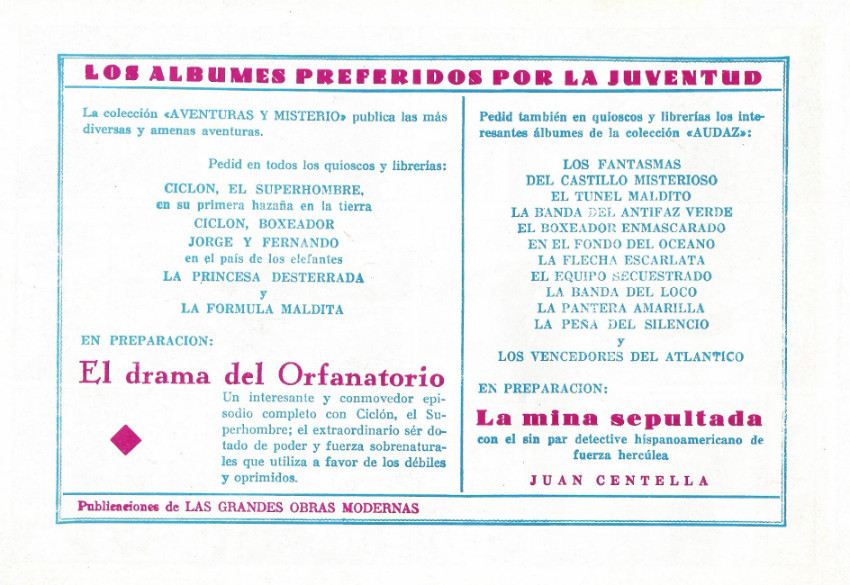 LOS ALBUMES PREFERIDOS POR LA JUVENTUD
La colección «AVENTURAS Y MISTERIO» publica las más
diversas y amenas aventuras.
Pedid en todos los quioscos y librerías:
CICLON, EL SUPERHOMBRE,
en su primera hazaña en la tierra
CICLON, BOXEADOR
JORGE Y FERNANDO
en el país de los elefantes
LA PRINCESA DESTERRADA
y
LA FORMULA MALDITA
EN PREPARACION:
El drama del Orfanatorio
Un interesante y conmovedor epi-
sodio completo con Ciclón, el Su-
perhombre; el extraordinario sér do-
tado de poder y fuerza sobrenatura-
les que utiliza a favor de los débiles
y oprimidos.
Pedid también en quioscos y librerías los inte-
resantes álbumes de la colección «AUDAZ»:
LOS FANTASMAS
DEL CASTILLO MISTERIOSO
EL TUNEL MALDITO
LA BANDA DEL ANTIFAZ VERDE
EL BOXEADOR ENMASCARADO
EN EL FONDO DEL OCEANO
LA FLECHA ESCARLATA
EL EQUIPO SECUESTRADO
LA BANDA DEL LOCO
LA PANTERA AMARILLA
LA PEÑA DEL SILENCIO
y
LOS VENCEDORES DEL ATLANTICO
EN PREPARACION:
La mina sepultada
con el sin par detective hispanoamericano de
fuerza hercúlea
JUAN CENTELLA
Publicaciones de LAS GRANDES OBRAS MODERNAS